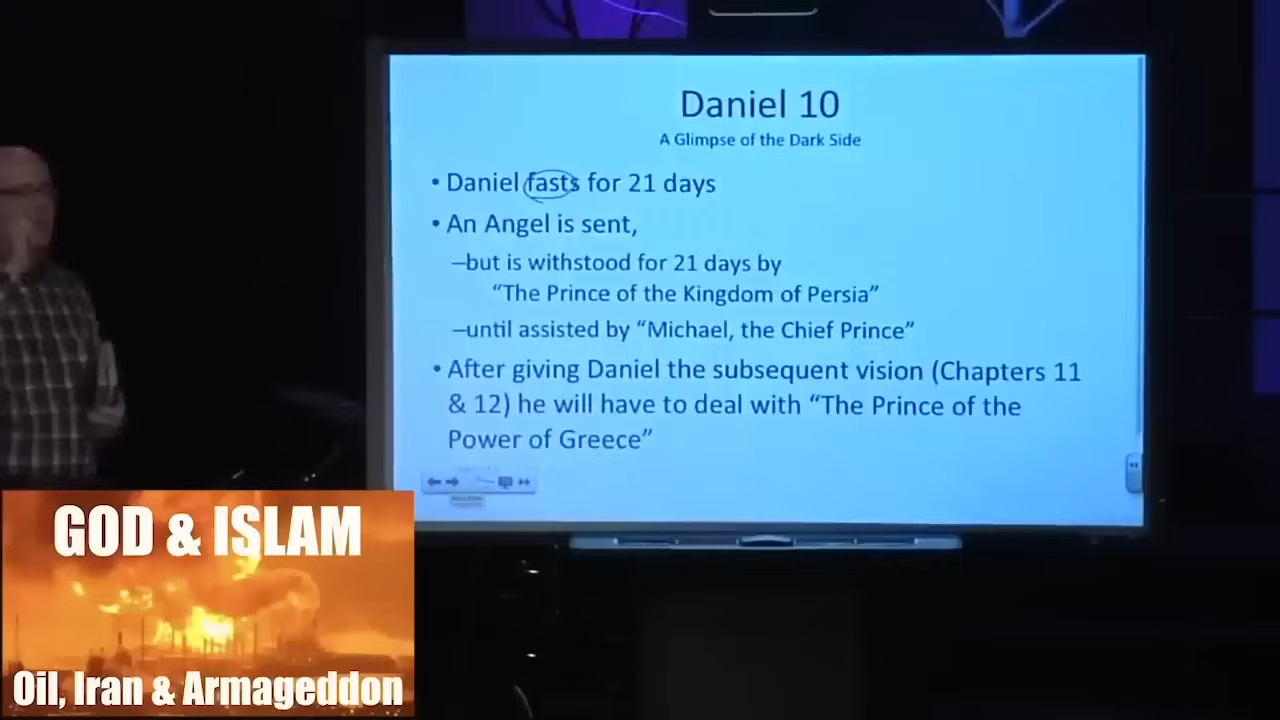 Daniel 10
A Glimpse of the Dark Side
• Daniel fasts for 21 days
• An Angel is sent,
–but is withstood for 21 days by
“The Prince of the Kingdom of Persia”
–until assisted by “Michael, the Chief Prince”
• After giving Daniel the subsequent vision (Chapters 11
& 12) he will have to deal with “The Prince of the
Power of Greece”
GOD & ISLAM
Oil, Iran & Armageddon